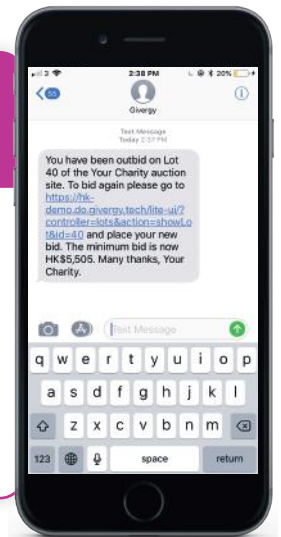 2:38 PM
20%
55
Givergy
Text Message
Today 2:37 PM
You have been outbid on Lot
40 of the Your Charity auction
site. To bid again please go to
https://hk-
demo.do.givergy.tech/lite-ui/?
controller=lots&action=showLo
t&id=40 and place your new
bid. The minimum bid is now
HK$5,505. Many thanks, Your
Charity.
Text Message
q w e r t y u i o p
a s d f g h j k l
z x c v b n m
123 space return